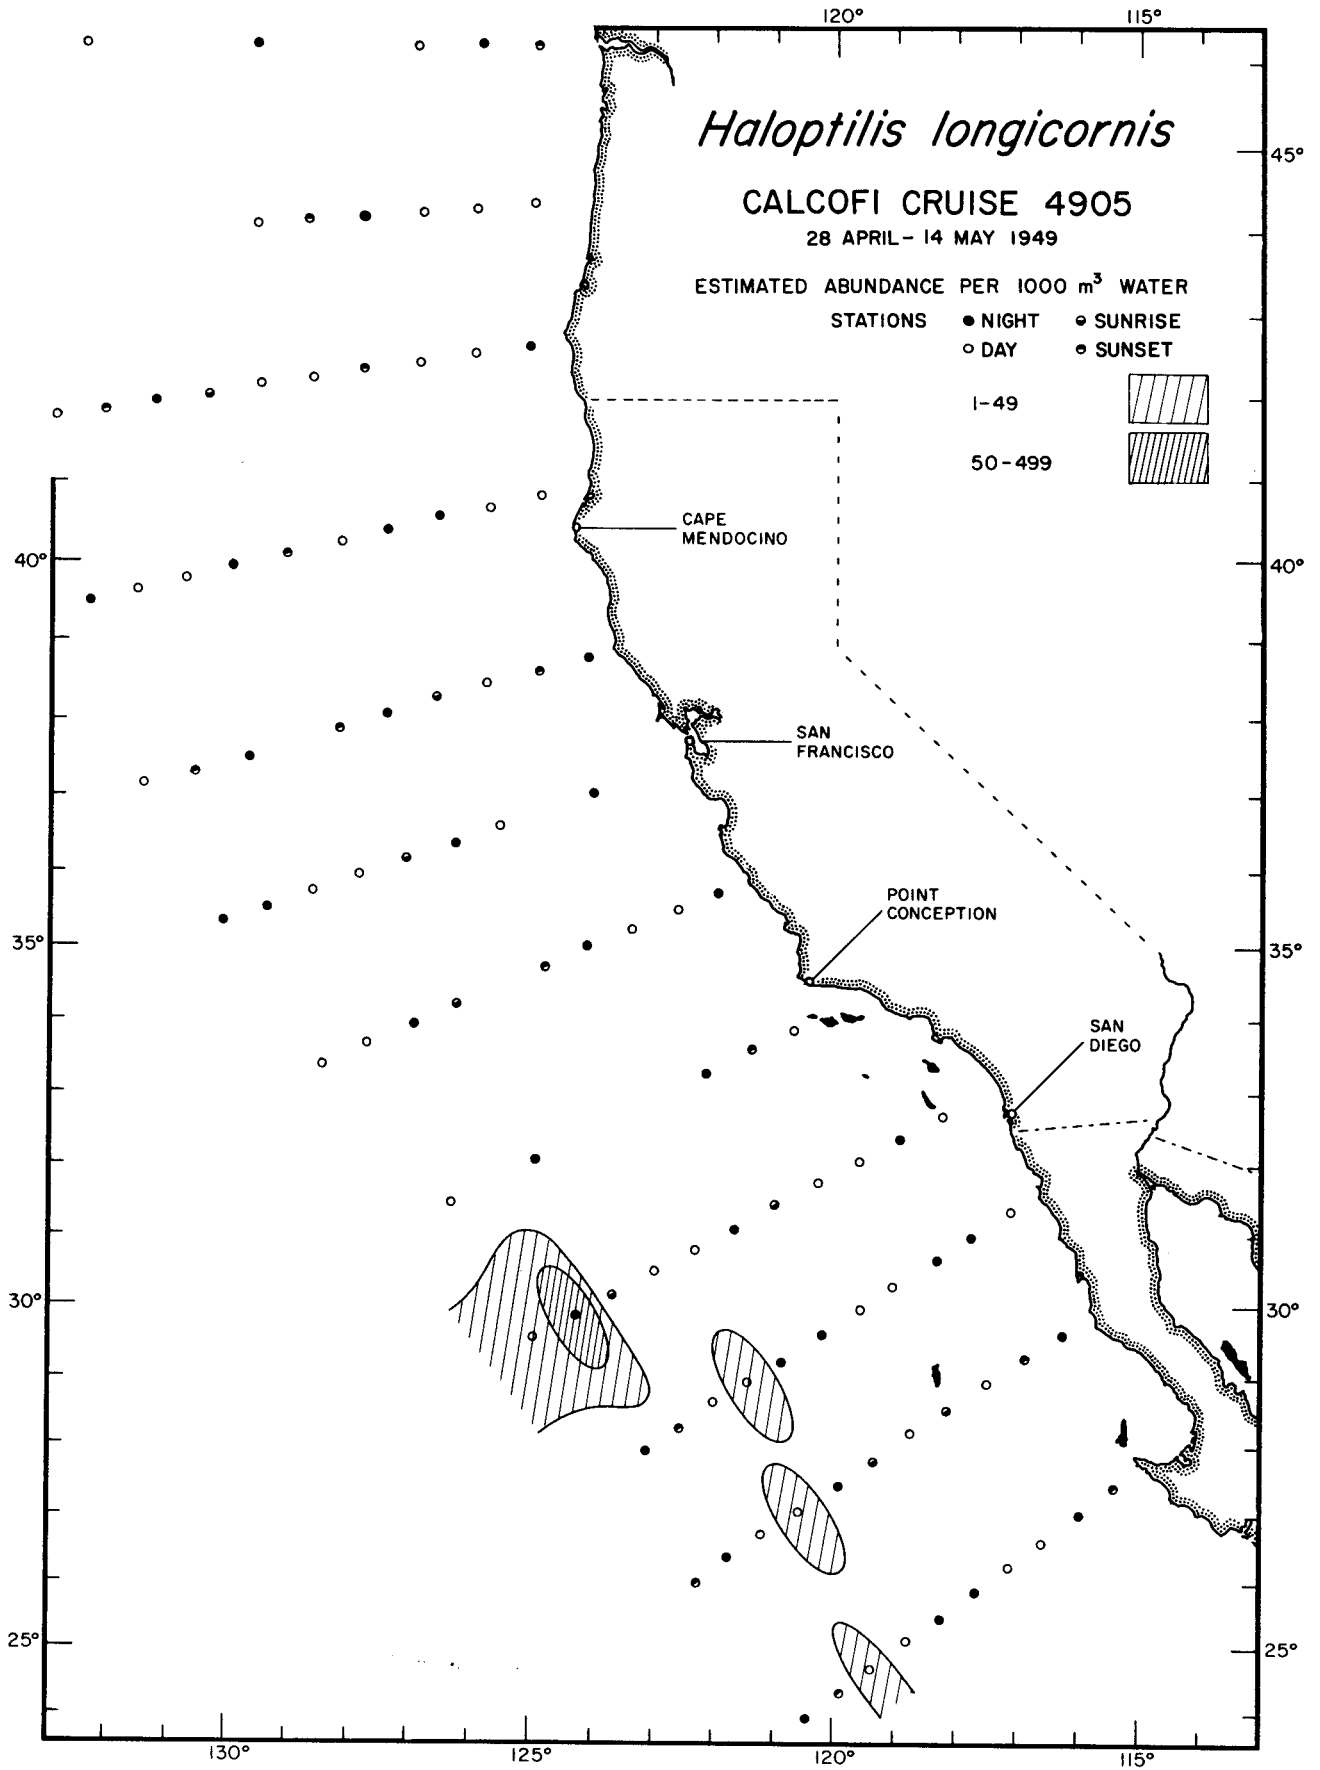 120° 115°
Haloptilis longicornis
45°
CALCOFI CRUISE 4905
28 APRIL – 14 MAY 1949
ESTIMATED ABUNDANCE PER 1000 m³ WATER
STATIONS NIGHT SUNRISE
DAY SUNSET
1-49
50-499
CAPE
MENDOCINO
40° 40°
SAN
FRANCISCO
POINT
CONCEPTION
35° 35°
SAN
DIEGO
30° 30°
25° 25°
130° 125° 120° 115°